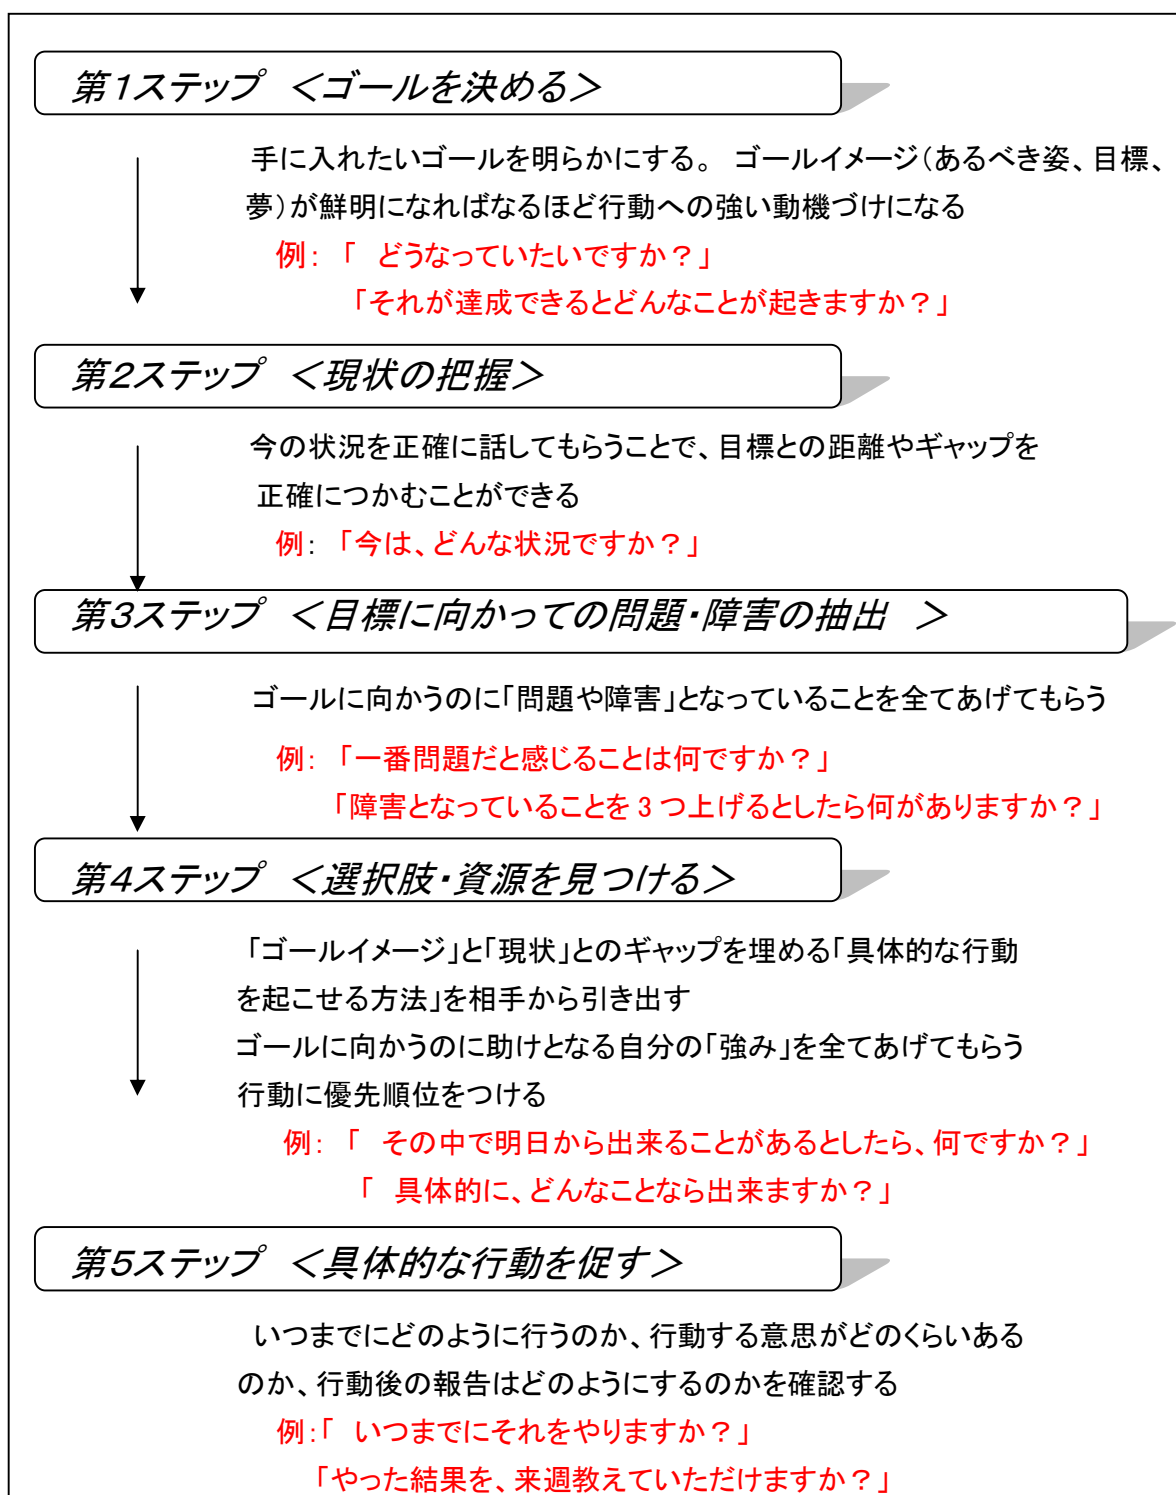 第１ステップ　＜ゴールを決める＞
手に入れたいゴールを明らかにする。 ゴールイメージ（あるべき姿、目標、
夢）が鮮明になればなるほど行動への強い動機づけになる
例：「 どうなっていたいですか？」
「それが達成できるとどんなことが起きますか？」
第２ステップ　＜現状の把握＞
今の状況を正確に話してもらうことで、目標との距離やギャップを
正確につかむことができる
例：「今は、どんな状況ですか？」
第３ステップ　＜目標に向かっての問題・障害の抽出　＞
ゴールに向かうのに「問題や障害」となっていることを全てあげてもらう
例：「一番問題だと感じることは何ですか？」
「障害となっていることを 3 つ上げるとしたら何がありますか？」
第４ステップ　＜選択肢・資源を見つける＞
「ゴールイメージ」と「現状」とのギャップを埋める「具体的な行動
を起こせる方法」を相手から引き出す
ゴールに向かうのに助けとなる自分の「強み」を全てあげてもらう
行動に優先順位をつける
例：「 その中で明日から出来ることがあるとしたら、何ですか？」
「 具体的に、どんなことなら出来ますか？」
第５ステップ　＜具体的な行動を促す＞
いつまでにどのように行うのか、行動する意思がどのくらいある
のか、行動後の報告はどのようにするのかを確認する
例：「 いつまでにそれをやりますか？」
「やった結果を、来週教えていただけますか？」